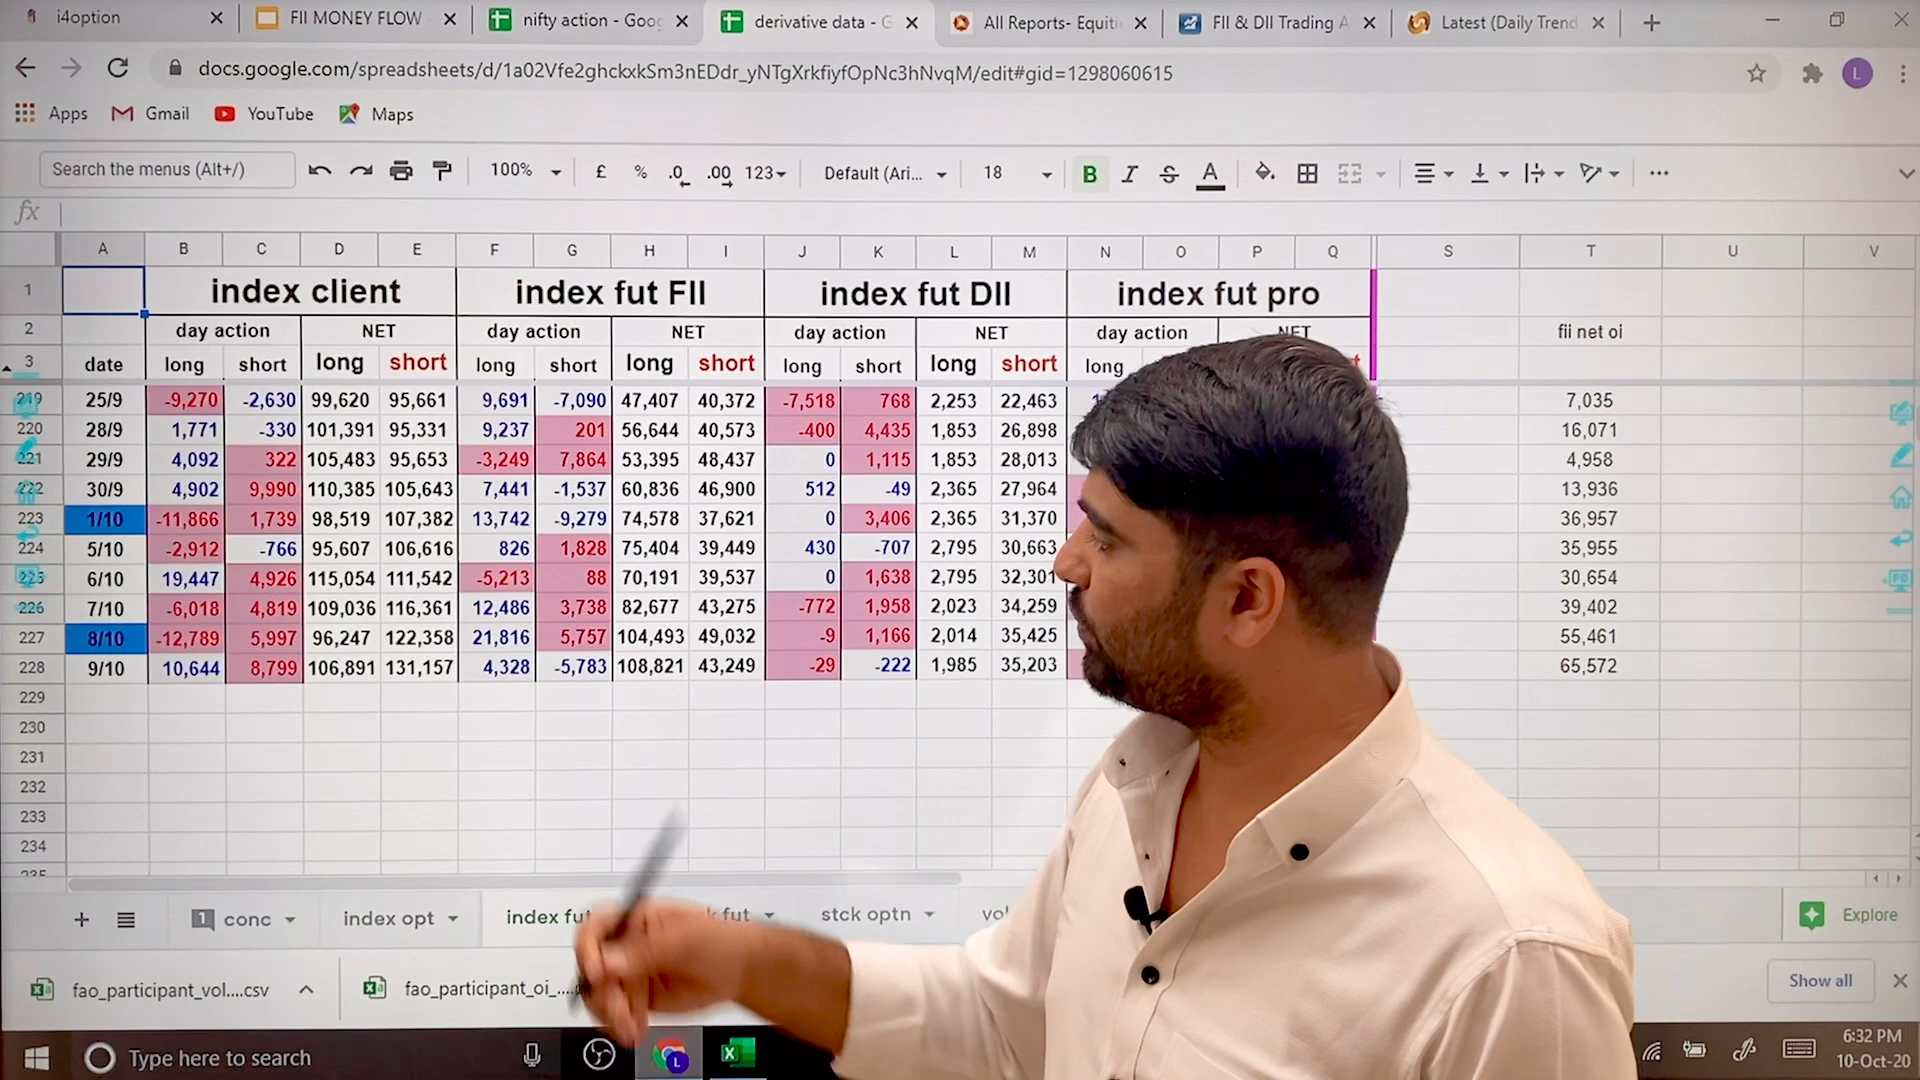 i4option
FII MONEY FLOW
nifty action - Goog
derivative data - G
All Reports- Equiti
FII & DII Trading A
Latest (Daily Trend
docs.google.com/spreadsheets/d/1a02Vfe2ghckxkSm3nEDdr_yNTgXrkfiyfOpNc3hNvqM/edit#gid=1298060615
L
Apps Gmail YouTube Maps
Search the menus (Alt+/) 100% £ % .0 .00 123 Default (Ari... 18 B I S A
fx
A B C D E F G H I J K L M N O P Q S T U V
1 index client index fut FII index fut DII index fut pro
2 day action NET day action NET day action NET day action NET fii net oi
3 date long short long short long short long short long short long short long
219 25/9 -9,270 -2,630 99,620 95,661 9,691 -7,090 47,407 40,372 -7,518 768 2,253 22,463 7,035
220 28/9 1,771 -330 101,391 95,331 9,237 201 56,644 40,573 -400 4,435 1,853 26,898 16,071
221 29/9 4,092 322 105,483 95,653 -3,249 7,864 53,395 48,437 0 1,115 1,853 28,013 4,958
222 30/9 4,902 9,990 110,385 105,643 7,441 -1,537 60,836 46,900 512 -49 2,365 27,964 13,936
223 1/10 -11,866 1,739 98,519 107,382 13,742 -9,279 74,578 37,621 0 3,406 2,365 31,370 36,957
224 5/10 -2,912 -766 95,607 106,616 826 1,828 75,404 39,449 430 -707 2,795 30,663 35,955
225 6/10 19,447 4,926 115,054 111,542 -5,213 88 70,191 39,537 0 1,638 2,795 32,301 30,654
226 7/10 -6,018 4,819 109,036 116,361 12,486 3,738 82,677 43,275 -772 1,958 2,023 34,259 39,402
227 8/10 -12,789 5,997 96,247 122,358 21,816 5,757 104,493 49,032 -9 1,166 2,014 35,425 55,461
228 9/10 10,644 8,799 106,891 131,157 4,328 -5,783 108,821 43,249 -29 -222 1,985 35,203 65,572
229
230
231
232
233
234
235
1 conc index opt index fut fut stck optn vol Explore
fao_participant_vol....csv fao_participant_oi_.... Show all
Type here to search
L
6:32 PM
10-Oct-20